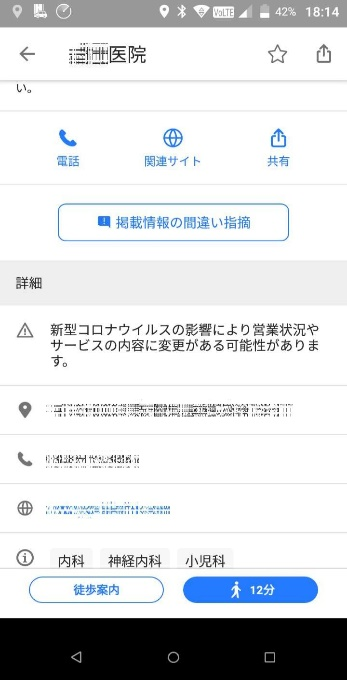 VoLTE 42% 18:14
医院
い。
電話
関連サイト
共有
掲載情報の間違い指摘
詳細
新型コロナウイルスの影響により営業状況や
サービスの内容に変更がある可能性がありま
す。
内科 神経内科 小児科
徒歩案内
12分